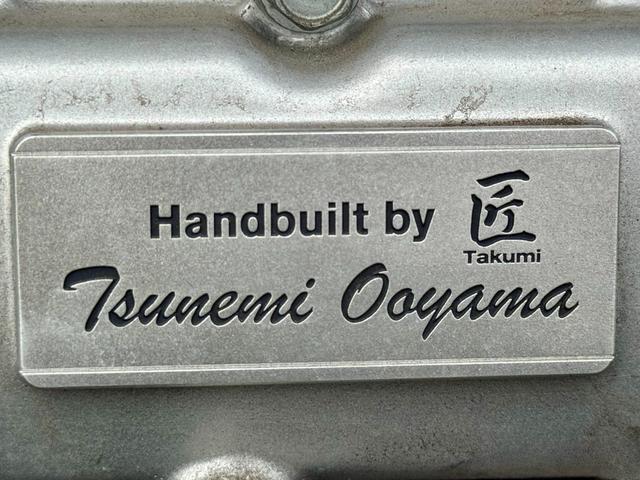 Handbuilt by 匠
Takumi
Tsunemi Ooyama